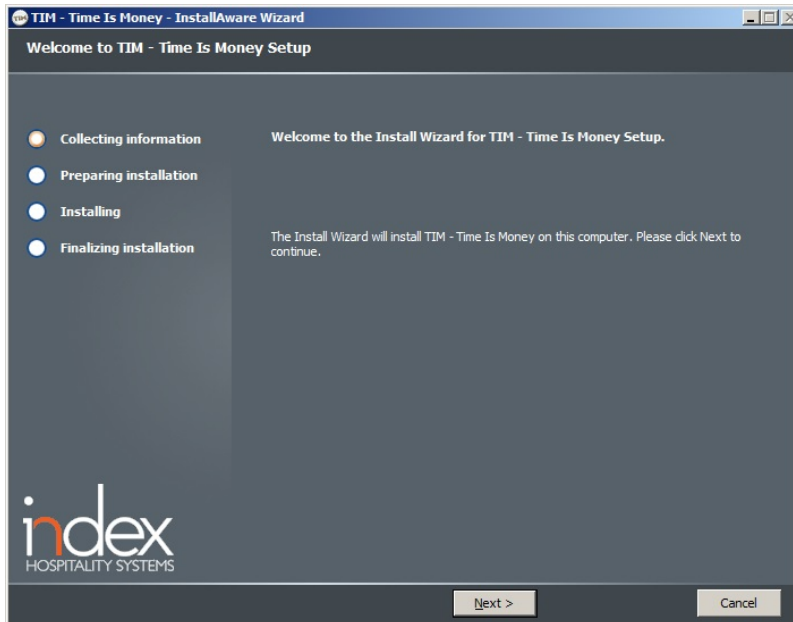 TIM - Time Is Money - InstallAware Wizard
Welcome to TIM - Time Is Money Setup
Collecting information
Preparing installation
Installing
Finalizing installation
Welcome to the Install Wizard for TIM - Time Is Money Setup.
The Install Wizard will install TIM - Time Is Money on this computer. Please click Next to
continue.
index
HOSPITALITY SYSTEMS
Next >
Cancel